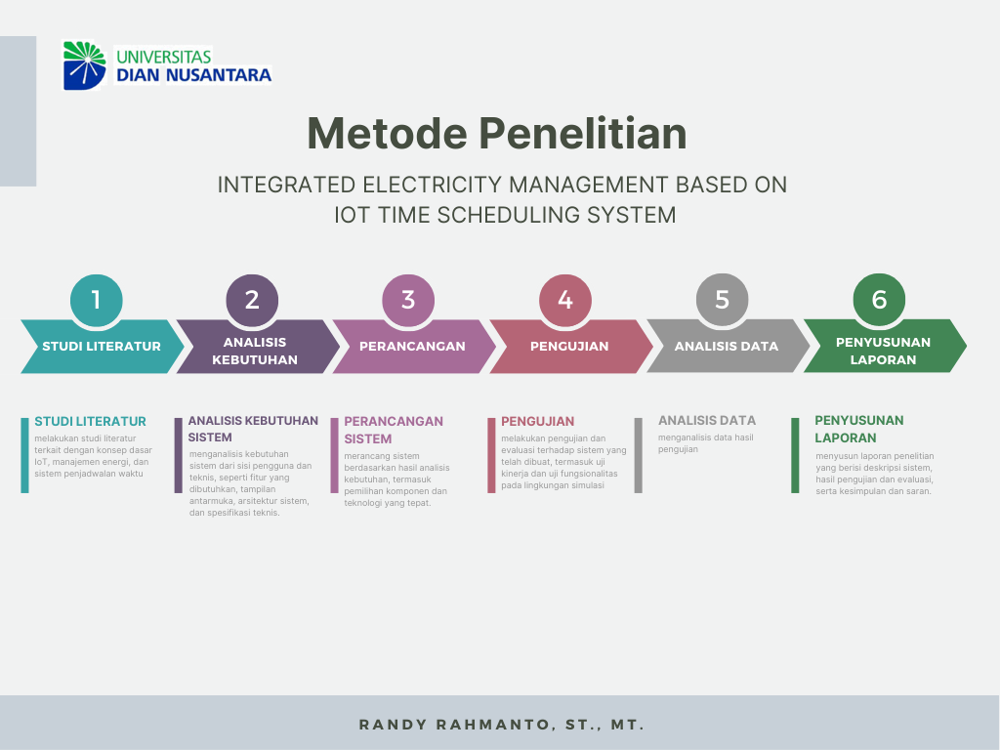 UNIVERSITAS
DIAN NUSANTARA
Metode Penelitian
INTEGRATED ELECTRICITY MANAGEMENT BASED ON
IOT TIME SCHEDULING SYSTEM
1
STUDI LITERATUR
2
ANALISIS
KEBUTUHAN
3
PERANCANGAN
4
PENGUJIAN
5
ANALISIS DATA
6
PENYUSUNAN
LAPORAN
STUDI LITERATUR
melakukan studi literatur
terkait dengan konsep dasar
IoT, manajemen energi, dan
sistem penjadwalan waktu
ANALISIS KEBUTUHAN
SISTEM
menganalisis kebutuhan
sistem dari sisi pengguna dan
teknis, seperti fitur yang
dibutuhkan, tampilan
antarmuka, arsitektur sistem,
dan spesifikasi teknis.
PERANCANGAN
SISTEM
merancang sistem
berdasarkan hasil analisis
kebutuhan, termasuk
pemilihan komponen dan
teknologi yang tepat.
PENGUJIAN
melakukan pengujian dan
evaluasi terhadap sistem yang
telah dibuat, termasuk uji
kinerja dan uji fungsionalitas
pada lingkungan simulasi
ANALISIS DATA
menganalisis data hasil
pengujian
PENYUSUNAN
LAPORAN
menyusun laporan penelitian
yang berisi deskripsi sistem,
hasil pengujian dan evaluasi,
serta kesimpulan dan saran.
RANDY RAHMANTO, ST., MT.